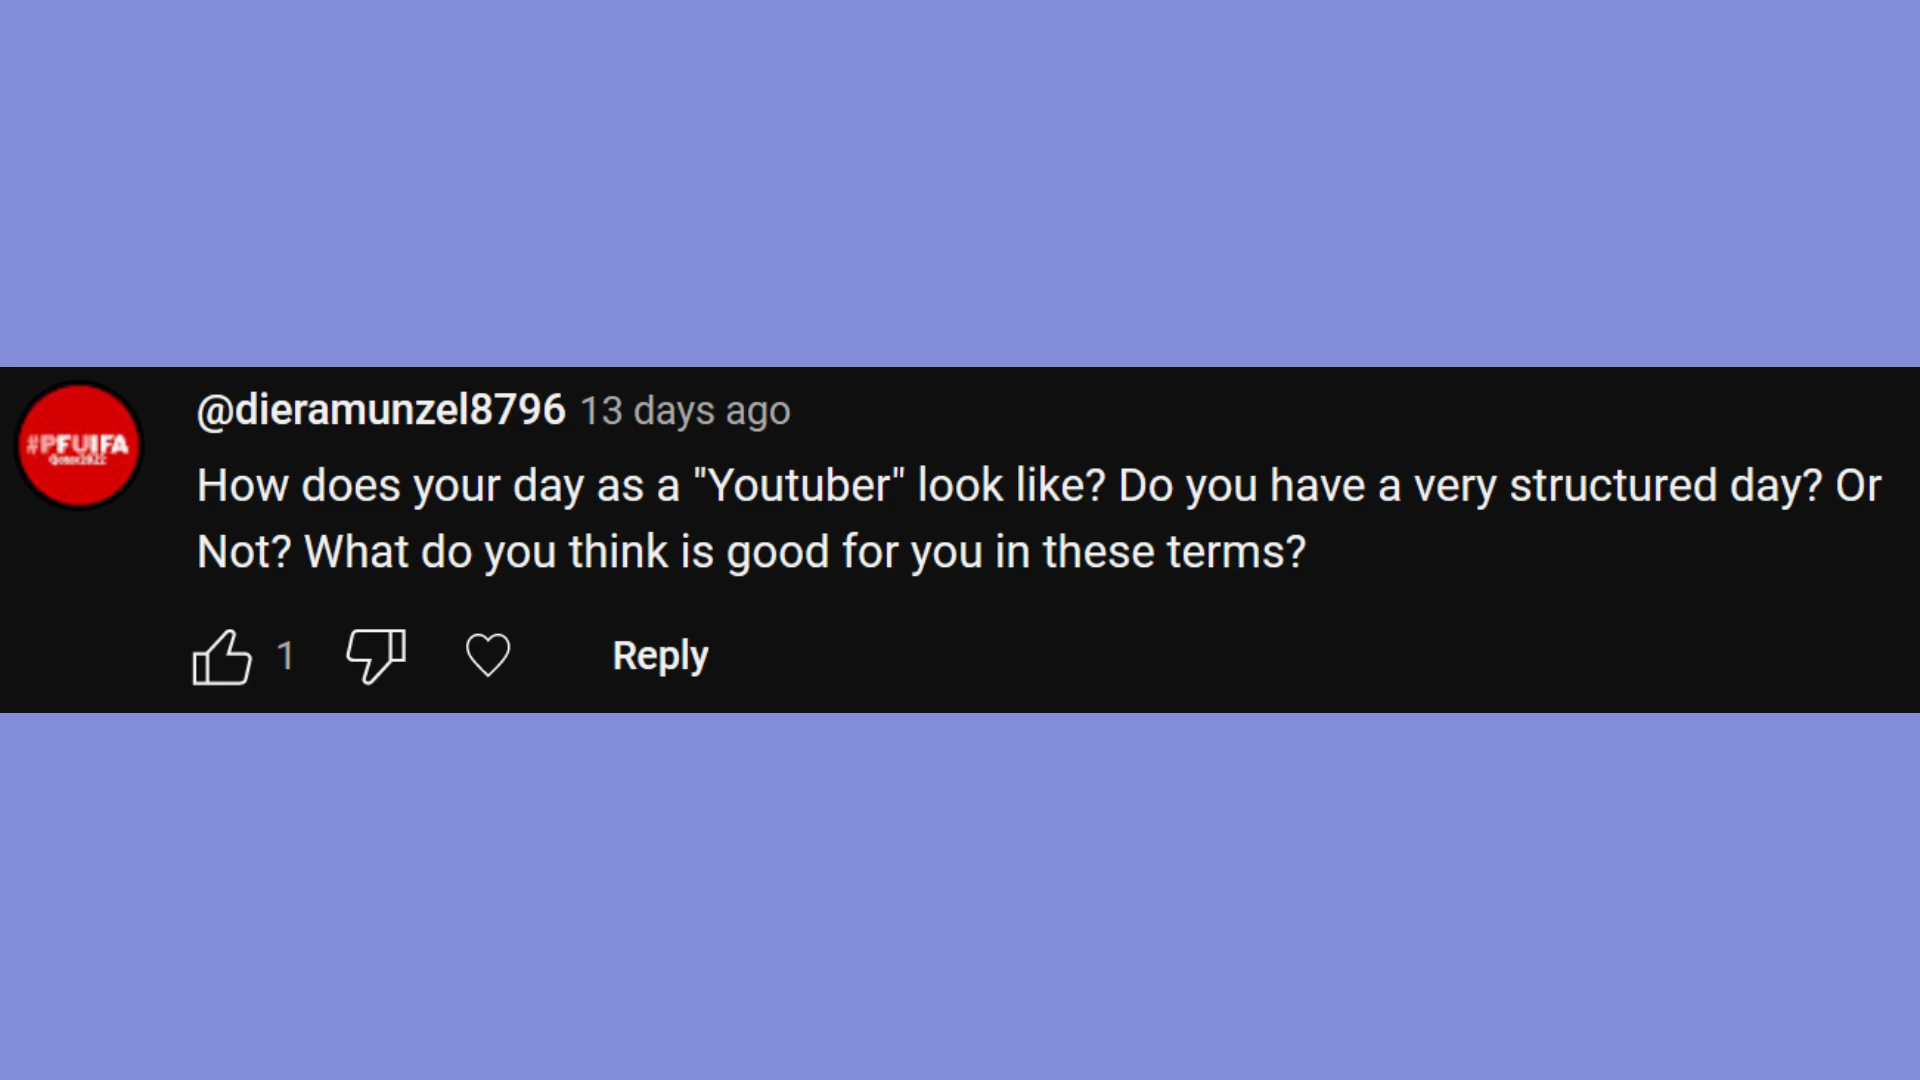 #PFUIFA
@dieramunzel8796 13 days ago
How does your day as a "Youtuber" look like? Do you have a very structured day? Or
Not? What do you think is good for you in these terms?
1
Reply